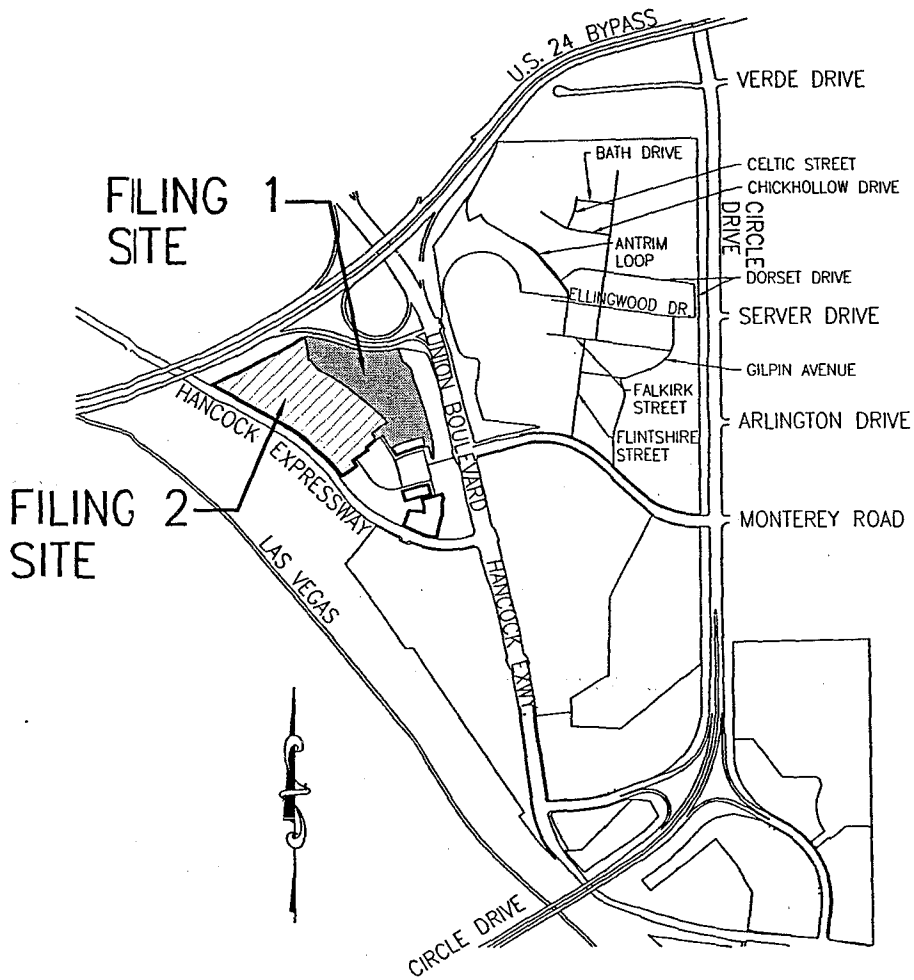 U.S. 24 BYPASS
VERDE DRIVE
BATH DRIVE
CELTIC STREET
CHICKHOLLOW DRIVE
FILING 1
SITE
CIRCLE
DRIVE
ANTRIM
LOOP
DORSET DRIVE
ELLINGWOOD DR.
SERVER DRIVE
UNION BOULEVARD
GILPIN AVENUE
FALKIRK
STREET
HANCOCK EXPRESSWAY
ARLINGTON DRIVE
FLINTSHIRE
STREET
FILING 2
SITE
MONTEREY ROAD
LAS VEGAS
HANCOCK EXWY.
CIRCLE DRIVE